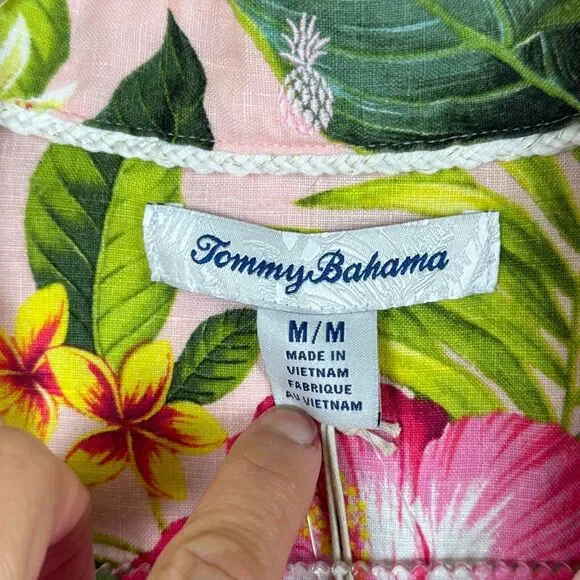 Tommy Bahama
M/M
MADE IN
VIETNAM
FABRIQUE
AU VIETNAM